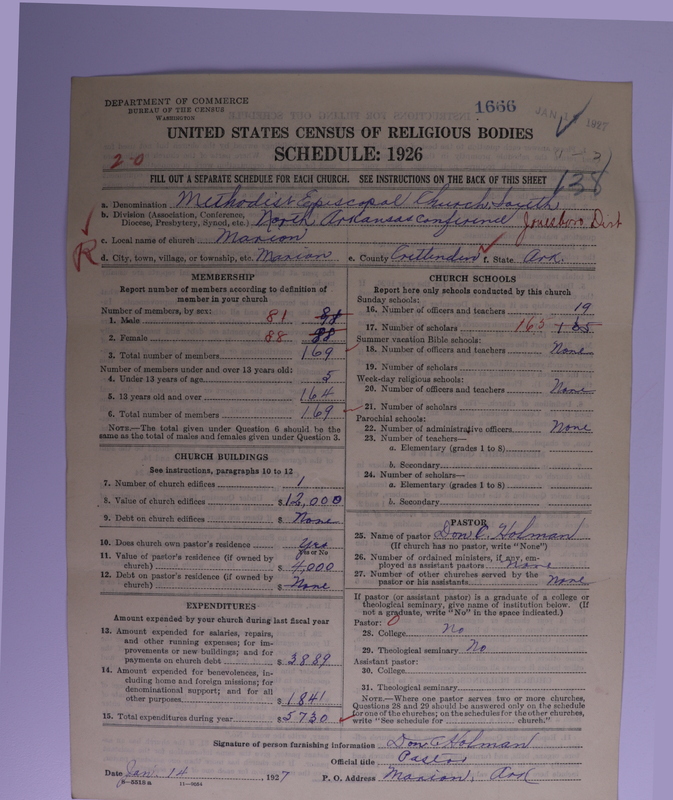 DEPARTMENT OF COMMERCE
BUREAU OF THE CENSUS
WASHINGTON
1666
JAN 1927
UNITED STATES CENSUS OF RELIGIOUS BODIES
SCHEDULE: 1926
2-0
FILL OUT A SEPARATE SCHEDULE FOR EACH CHURCH. SEE INSTRUCTIONS ON THE BACK OF THIS SHEET
138
a. Denomination Methodist Episcopal Church, South
b. Division (Association, Conference, Diocese, Presbytery, Synod, etc.) North Arkansas Conference Jonesboro Dist
c. Local name of church Marion
R
d. City, town, village, or township, etc. Marion e. County Crittenden f. State Ark.
MEMBERSHIP
Report number of members according to definition of
member in your church
Number of members, by sex:
1. Male 81
2. Female 88 88
3. Total number of members 169
Number of members under and over 13 years old:
4. Under 13 years of age 5
5. 13 years old and over 164
6. Total number of members 169
NOTE.—The total given under Question 6 should be the
same as the total of males and females given under Question 3.
CHURCH BUILDINGS
See instructions, paragraphs 10 to 12
7. Number of church edifices 1
8. Value of church edifices $12,000
9. Debt on church edifices $ None
10. Does church own pastor's residence Yes
Yes or No
11. Value of pastor's residence (if owned by
church) $ 4,000
12. Debt on pastor's residence (if owned by
church) $ None
EXPENDITURES
Amount expended by your church during last fiscal year
13. Amount expended for salaries, repairs,
and other running expenses; for im-
provements or new buildings; and for
payments on church debt $ 3889
14. Amount expended for benevolences, in-
cluding home and foreign missions; for
denominational support; and for all
other purposes $ 1841
15. Total expenditures during year $5730
CHURCH SCHOOLS
Report here only schools conducted by this church
Sunday schools:
16. Number of officers and teachers 19
17. Number of scholars 165 165
Summer vacation Bible schools:
18. Number of officers and teachers None
19. Number of scholars
Week-day religious schools:
20. Number of officers and teachers None
21. Number of scholars
Parochial schools:
22. Number of administrative officers None
23. Number of teachers—
a. Elementary (grades 1 to 8)
b. Secondary
24. Number of scholars—
a. Elementary (grades 1 to 8)
b. Secondary
PASTOR
25. Name of pastor Don C. Holman
(If church has no pastor, write "None")
26. Number of ordained ministers, if any, em-
ployed as assistant pastors None
27. Number of other churches served by the
pastor or his assistants None
If pastor (or assistant pastor) is a graduate of a college or
theological seminary, give name of institution below. (If
not a graduate, write "No" in the space indicated.)
Pastor: 0
28. College No
29. Theological seminary No
Assistant pastor:
30. College
31. Theological seminary
NOTE.—Where one pastor serves two or more churches,
Questions 28 and 29 should be answered only on the schedule
for one of the churches; on the schedules for the other churches,
write "See schedule for church."
Signature of person furnishing information Don C Holman
Official title Pastor
Date Jan. 14 1927 P. O. Address Marion, Ark
8-5518a 11-8684